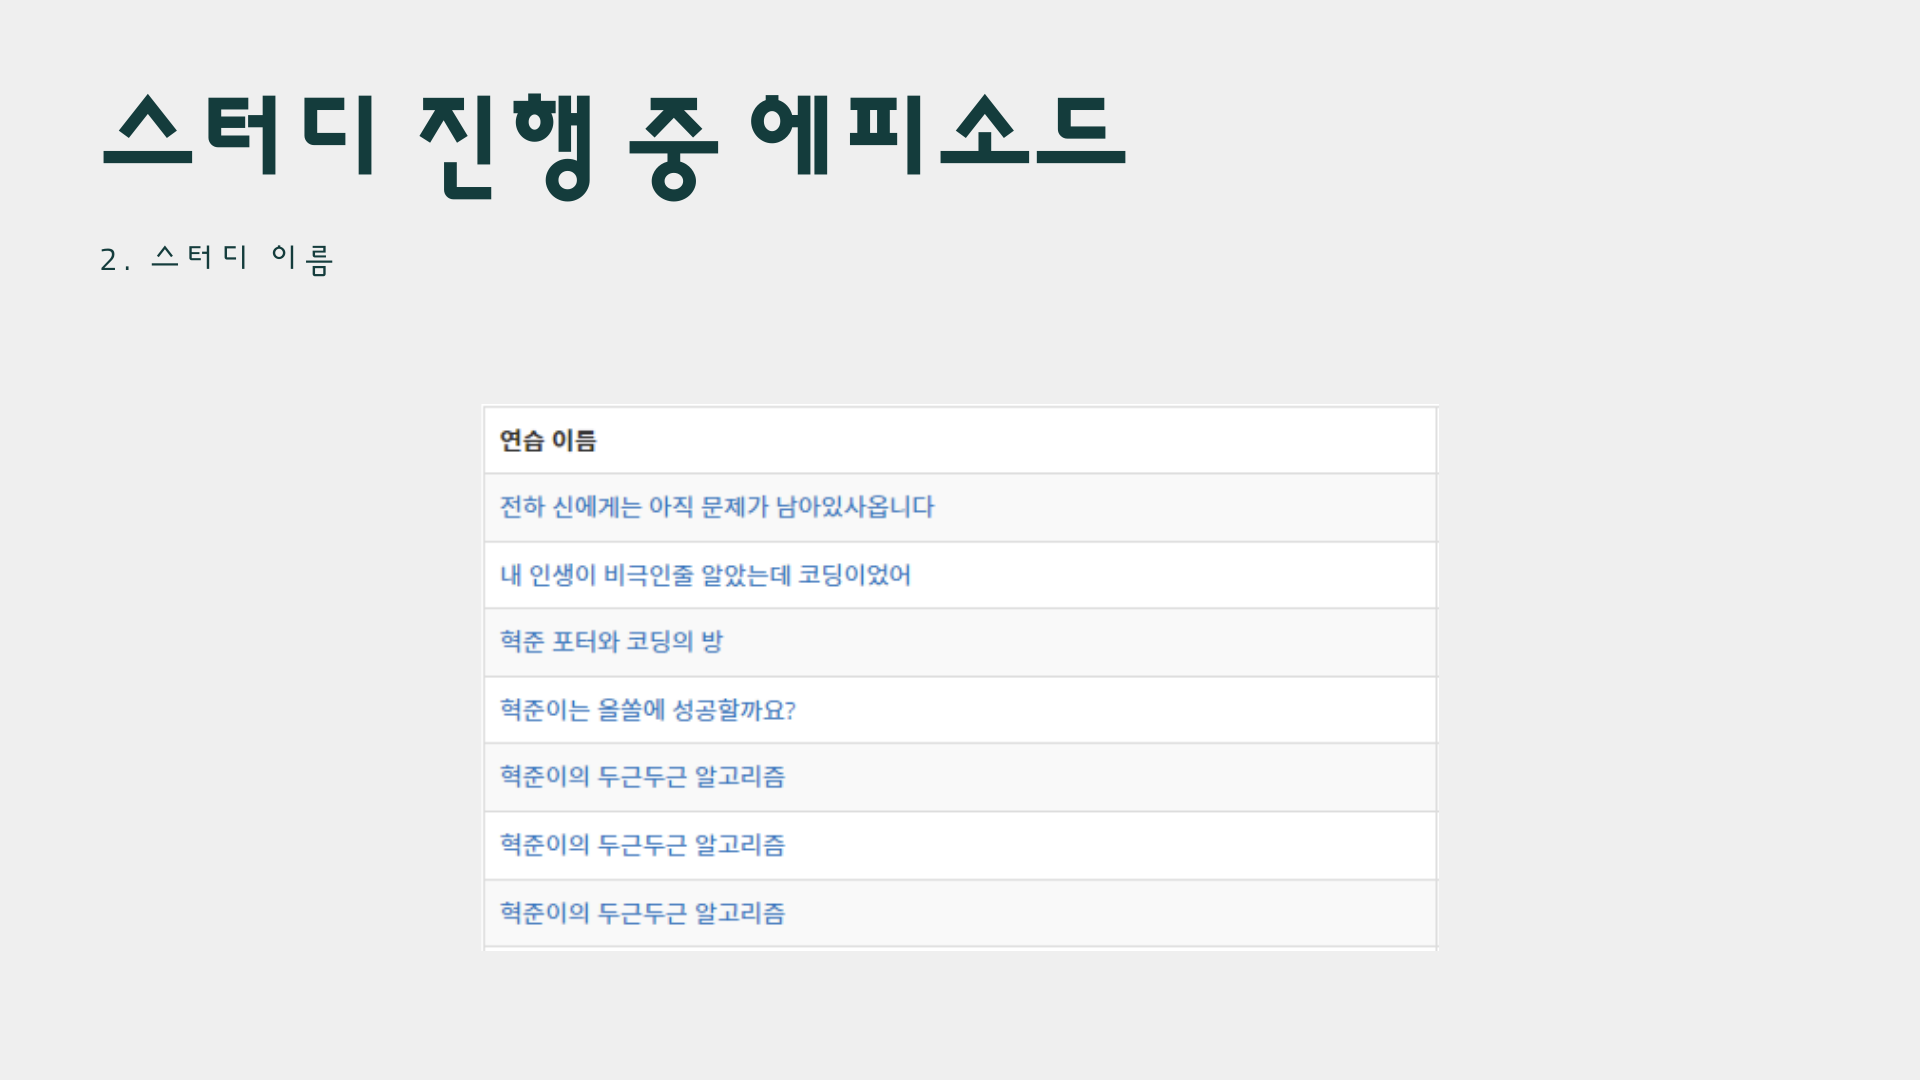 스터디 진행 중 에피소드
2. 스터디 이름
연습 이름
전하 신에게는 아직 문제가 남아있사옵니다
내 인생이 비극인줄 알았는데 코딩이었어
혁준 포터와 코딩의 방
혁준이는 올쏠에 성공할까요?
혁준이의 두근두근 알고리즘
혁준이의 두근두근 알고리즘
혁준이의 두근두근 알고리즘